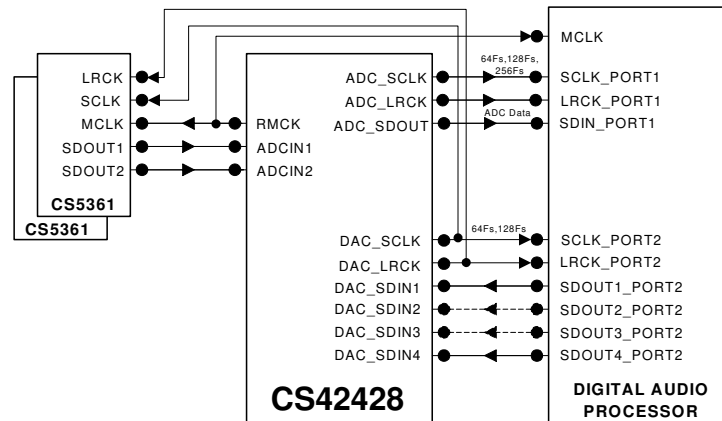 LRCK
SCLK
MCLK
SDOUT1
SDOUT2
CS5361
CS5361
RMCK
ADCIN1
ADCIN2
ADC_SCLK
ADC_LRCK
ADC_SDOUT
DAC_SCLK
DAC_LRCK
DAC_SDIN1
DAC_SDIN2
DAC_SDIN3
DAC_SDIN4
CS42428
64Fs,128Fs,
256Fs
ADC Data
64Fs,128Fs
MCLK
SCLK_PORT1
LRCK_PORT1
SDIN_PORT1
SCLK_PORT2
LRCK_PORT2
SDOUT1_PORT2
SDOUT2_PORT2
SDOUT3_PORT2
SDOUT4_PORT2
DIGITAL AUDIO
PROCESSOR